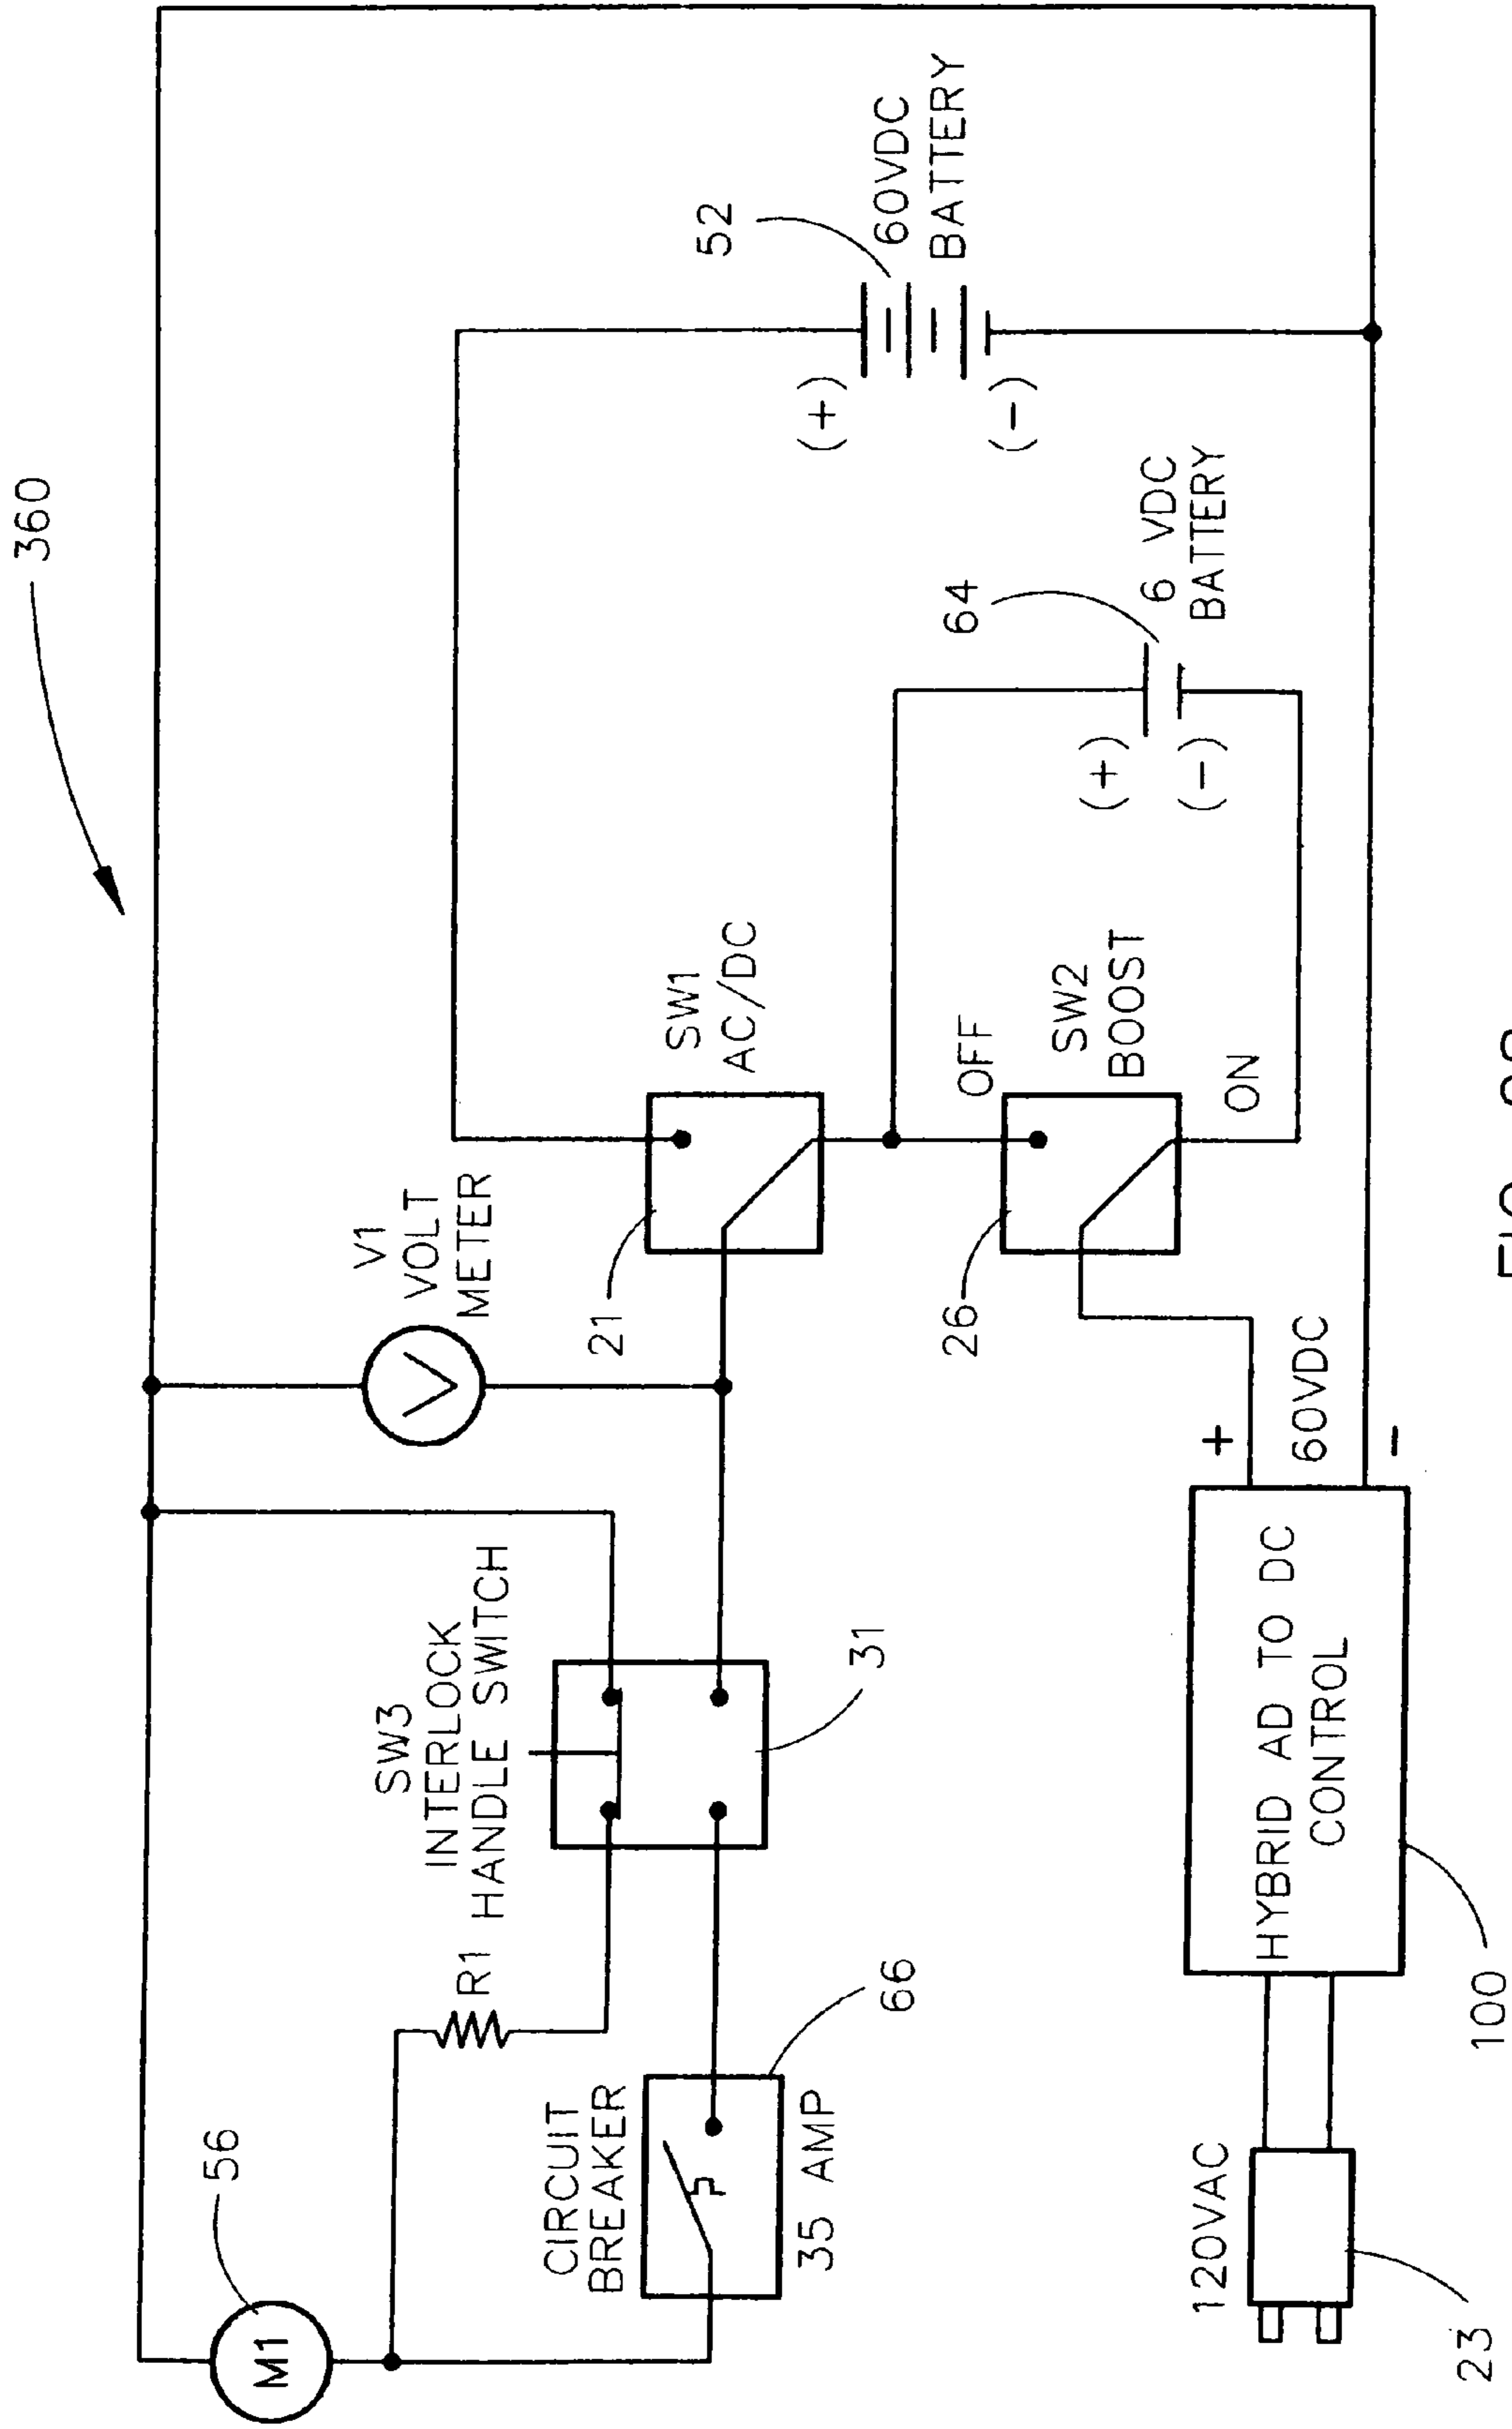 360
M1
56
V1
VOLT
METER
SW3
INTERLOCK
HANDLE SWITCH
R1
CIRCUIT
BREAKER
35 AMP
66
31
21
SW1
AC/DC
52
60VDC
BATTERY
(+)
(-)
64
6 VDC
BATTERY
(+)
(-)
OFF
SW2
BOOST
ON
26
+
60VDC
-
HYBRID AD TO DC
CONTROL
100
120VAC
23